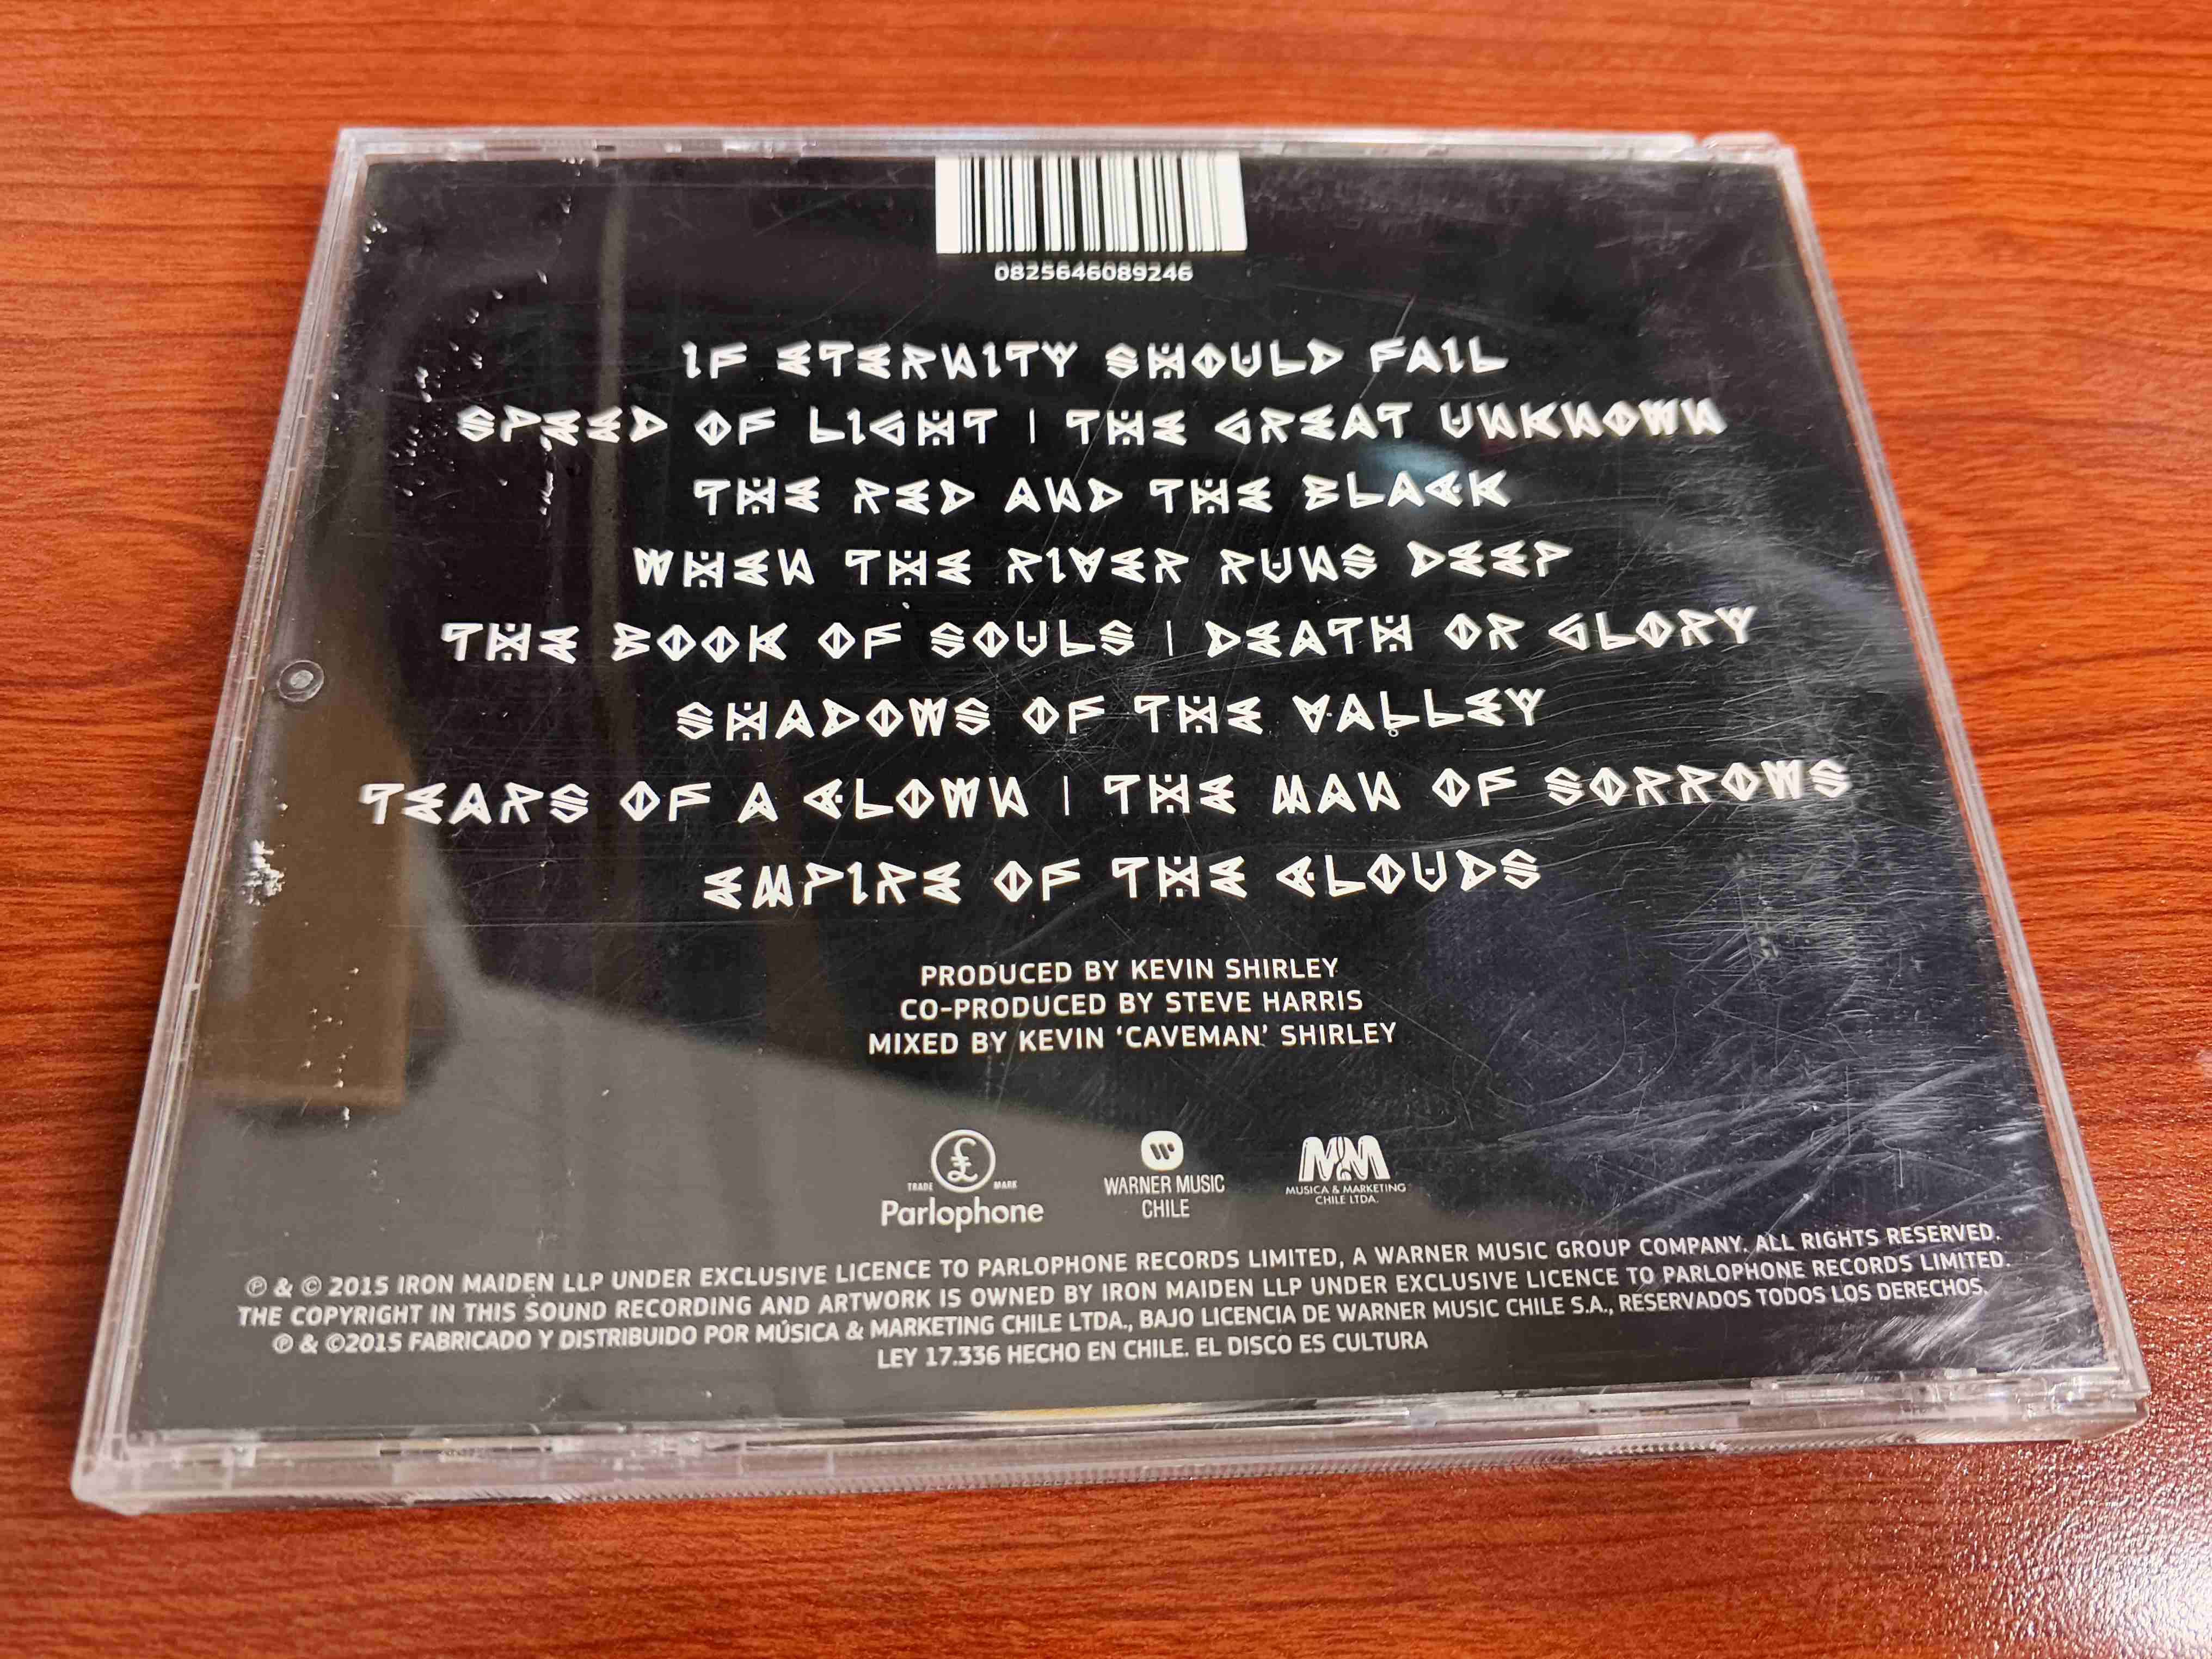 0825646089246
IF ETERNITY SHOULD FAIL
SPEED OF LIGHT | THE GREAT UNKNOWN
THE RED AND THE BLACK
WHEN THE RIVER RUNS DEEP
THE BOOK OF SOULS | DEATH OR GLORY
SHADOWS OF THE VALLEY
TEARS OF A CLOWN | THE MAN OF SORROWS
EMPIRE OF THE CLOUDS
PRODUCED BY KEVIN SHIRLEY
CO-PRODUCED BY STEVE HARRIS
MIXED BY KEVIN ‘CAVEMAN’ SHIRLEY
£
TRADE MARK
Parlophone
WARNER MUSIC
CHILE
M&M
MUSICA & MARKETING
CHILE LTDA.
℗ & © 2015 IRON MAIDEN LLP UNDER EXCLUSIVE LICENCE TO PARLOPHONE RECORDS LIMITED, A WARNER MUSIC GROUP COMPANY. ALL RIGHTS RESERVED.
THE COPYRIGHT IN THIS SOUND RECORDING AND ARTWORK IS OWNED BY IRON MAIDEN LLP UNDER EXCLUSIVE LICENCE TO PARLOPHONE RECORDS LIMITED.
℗ & ©2015 FABRICADO Y DISTRIBUIDO POR MÚSICA & MARKETING CHILE LTDA., BAJO LICENCIA DE WARNER MUSIC CHILE S.A., RESERVADOS TODOS LOS DERECHOS.
LEY 17.336 HECHO EN CHILE. EL DISCO ES CULTURA